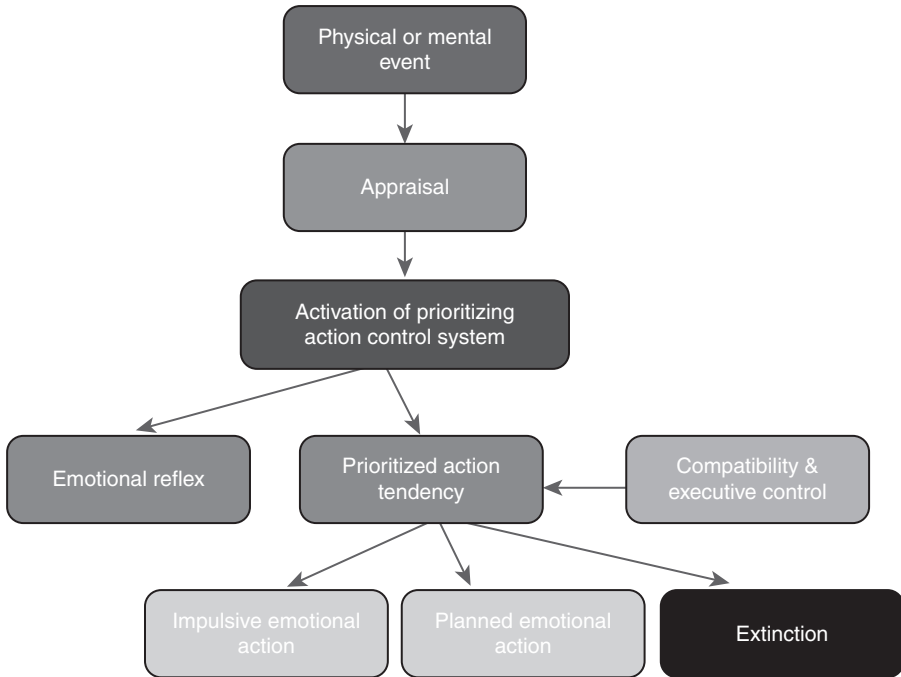 Physical or mental
event
Appraisal
Activation of prioritizing
action control system
Emotional reflex
Prioritized action
tendency
Compatibility &
executive control
Impulsive emotional
action
Planned emotional
action
Extinction